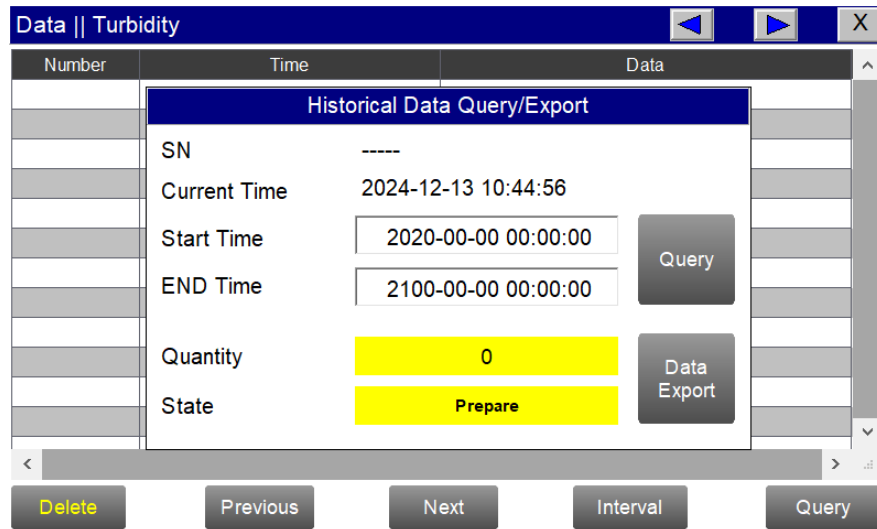 Data || Turbidity X
Number Time Data
Historical Data Query/Export
SN -----
Current Time 2024-12-13 10:44:56
Start Time 2020-00-00 00:00:00
Query
END Time 2100-00-00 00:00:00
Quantity 0
Data
Export
State Prepare
Delete Previous Next Interval Query